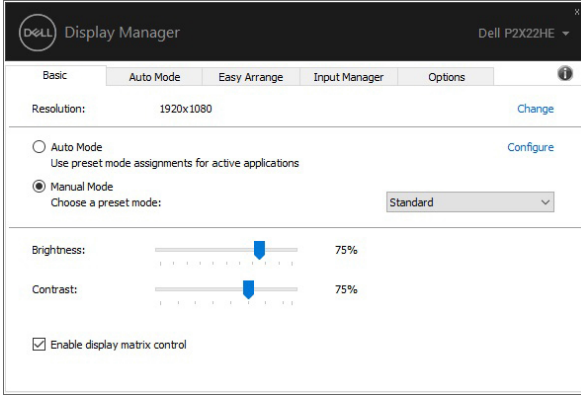 DELL Display Manager
Dell P2X22HE
Basic Auto Mode Easy Arrange Input Manager Options
Resolution: 1920x1080 Change
Auto Mode Configure
Use preset mode assignments for active applications
Manual Mode
Choose a preset mode: Standard
Brightness: 75%
Contrast: 75%
Enable display matrix control